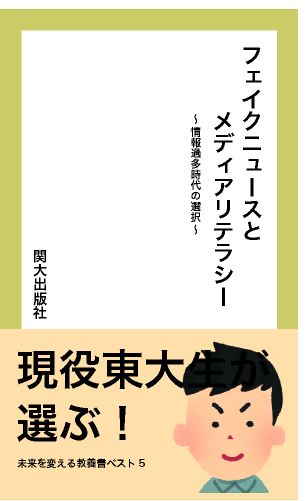 フェイクニュースと
メディアリテラシー
〜情報過多時代の選択〜
関大出版社
現役東大生が
選ぶ！
未来を変える教養書ベスト５